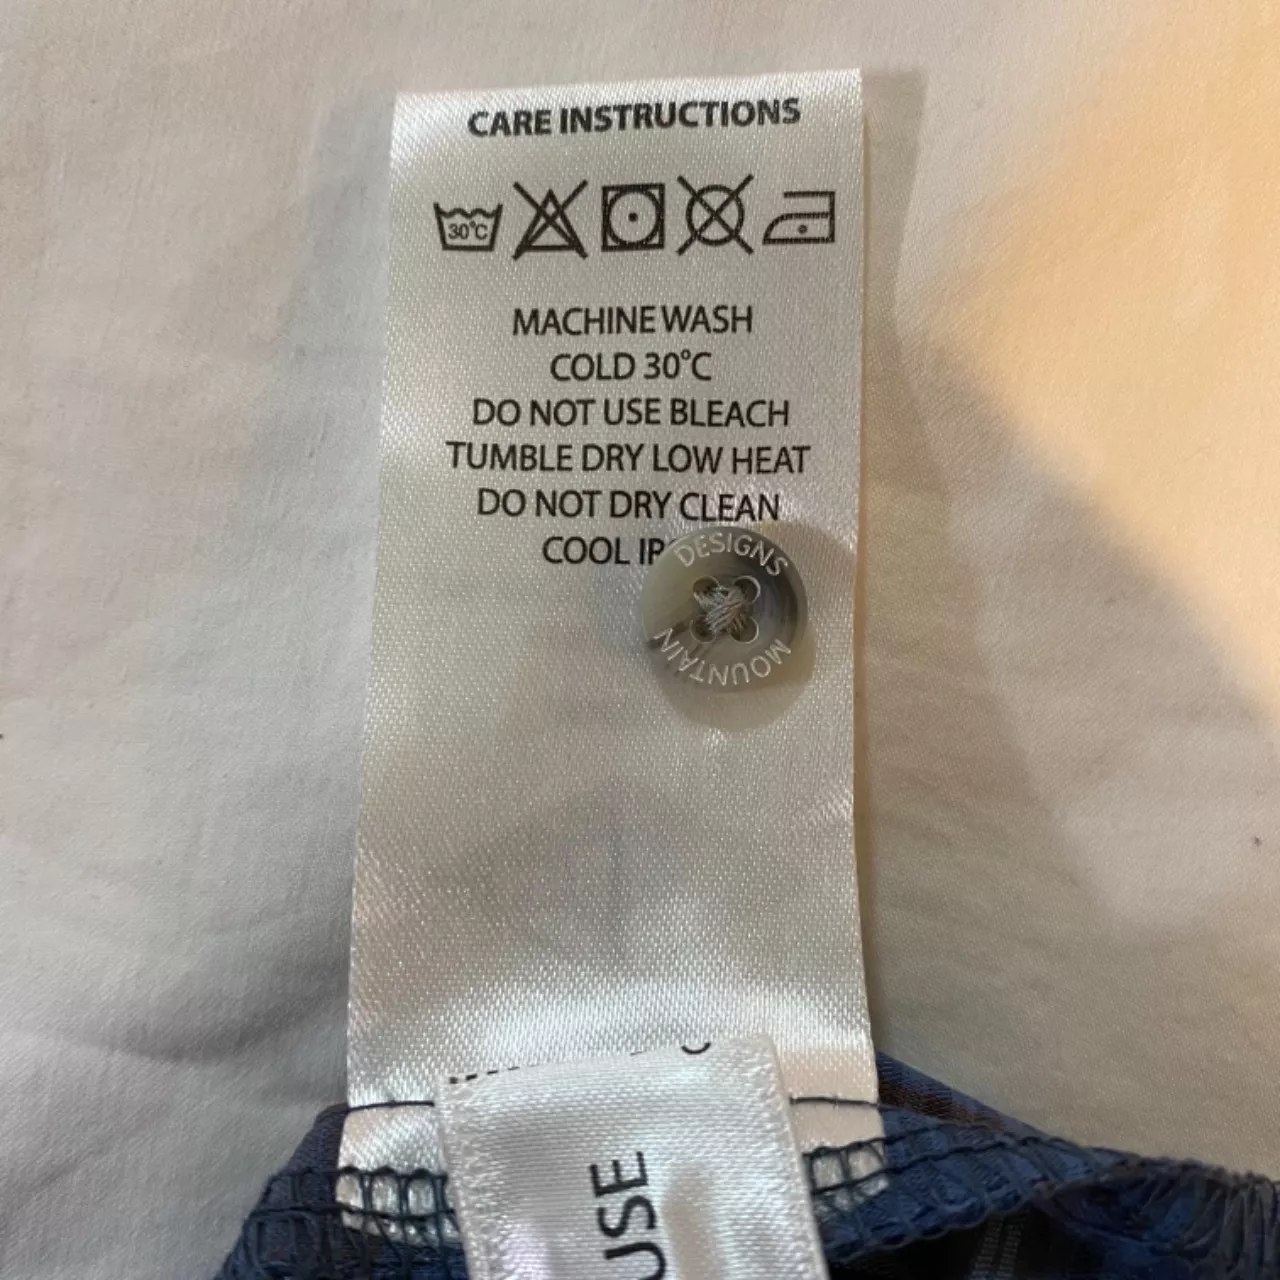 CARE INSTRUCTIONS
30°C
MACHINE WASH
COLD 30°C
DO NOT USE BLEACH
TUMBLE DRY LOW HEAT
DO NOT DRY CLEAN
COOL
DESIGNS
MOUNTAIN
USE